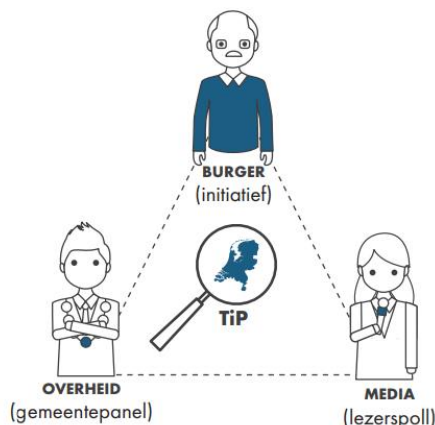 BURGER
(initiatief)
TiP
OVERHEID
(gemeentepanel)
MEDIA
(lezerspoll)